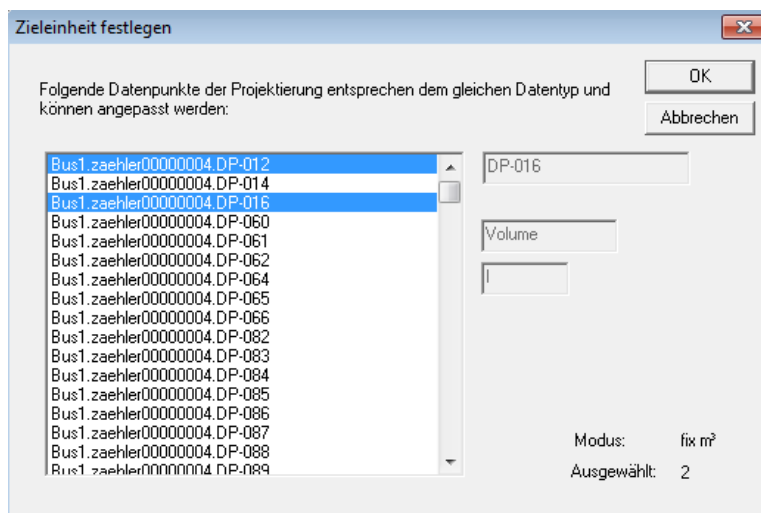 Zieleinheit festlegen
Folgende Datenpunkte der Projektierung entsprechen dem gleichen Datentyp und
können angepasst werden:
OK
Abbrechen
Bus1.zaehler00000004.DP-012
Bus1.zaehler00000004.DP-014
Bus1.zaehler00000004.DP-016
Bus1.zaehler00000004.DP-060
Bus1.zaehler00000004.DP-061
Bus1.zaehler00000004.DP-062
Bus1.zaehler00000004.DP-064
Bus1.zaehler00000004.DP-065
Bus1.zaehler00000004.DP-066
Bus1.zaehler00000004.DP-082
Bus1.zaehler00000004.DP-083
Bus1.zaehler00000004.DP-084
Bus1.zaehler00000004.DP-085
Bus1.zaehler00000004.DP-086
Bus1.zaehler00000004.DP-087
Bus1.zaehler00000004.DP-088
Bus1.zaehler00000004.DP-089
DP-016
Volume
l
Modus: fix m³
Ausgewählt: 2